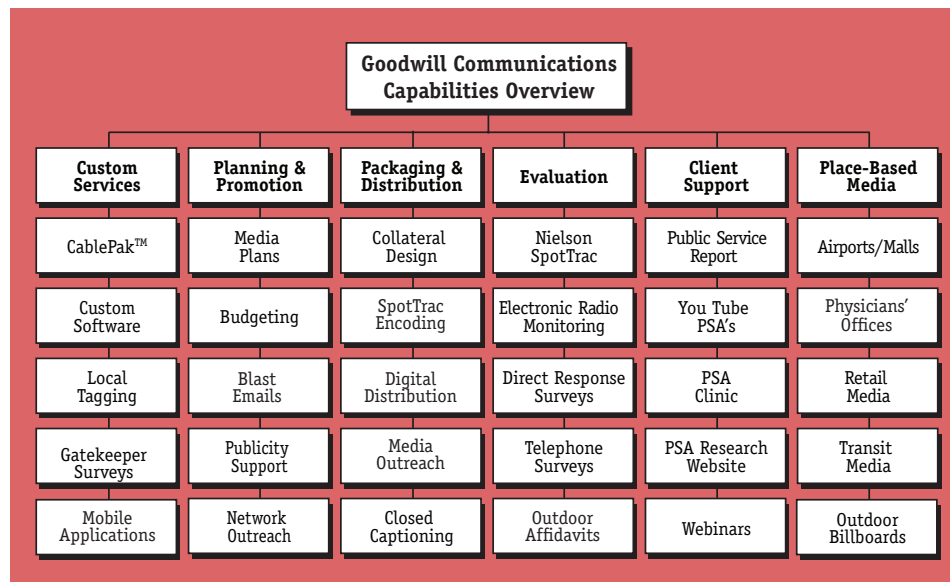 Goodwill Communications
Capabilities Overview
Custom
Services
CablePak™
Custom
Software
Local
Tagging
Gatekeeper
Surveys
Mobile
Applications
Planning &
Promotion
Media
Plans
Budgeting
Blast
Emails
Publicity
Support
Network
Outreach
Packaging &
Distribution
Collateral
Design
SpotTrac
Encoding
Digital
Distribution
Media
Outreach
Closed
Captioning
Evaluation
Nielson
SpotTrac
Electronic Radio
Monitoring
Direct Response
Surveys
Telephone
Surveys
Outdoor
Affidavits
Client
Support
Public Service
Report
You Tube
PSA's
PSA
Clinic
PSA Research
Website
Webinars
Place-Based
Media
Airports/Malls
Physicians'
Offices
Retail
Media
Transit
Media
Outdoor
Billboards